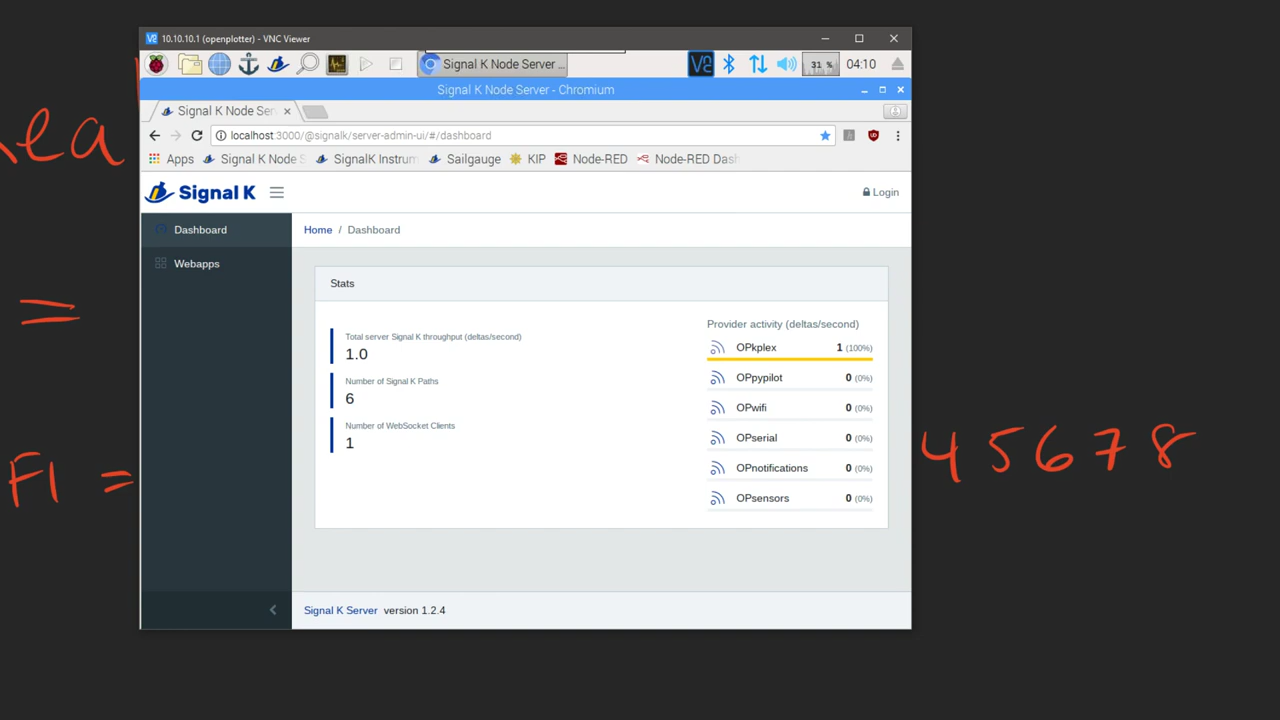 10.10.10.1 (openplotter) - VNC Viewer
Signal K Node Server ...
31 %
04:10
Signal K Node Server - Chromium
Signal K Node Ser
localhost:3000/@signalk/server-admin-ui/#/dashboard
Apps Signal K Node S SignalK Instrum Sailgauge KIP Node-RED Node-RED Dash
Signal K
Login
Dashboard
Webapps
Home / Dashboard
Stats
Total server Signal K throughput (deltas/second)
1.0
Number of Signal K Paths
6
Number of WebSocket Clients
1
Provider activity (deltas/second)
OPkplex 1 (100%)
OPpypilot 0 (0%)
OPwifi 0 (0%)
OPserial 0 (0%)
OPnotifications 0 (0%)
OPsensors 0 (0%)
Signal K Server version 1.2.4
=
FI =
45678